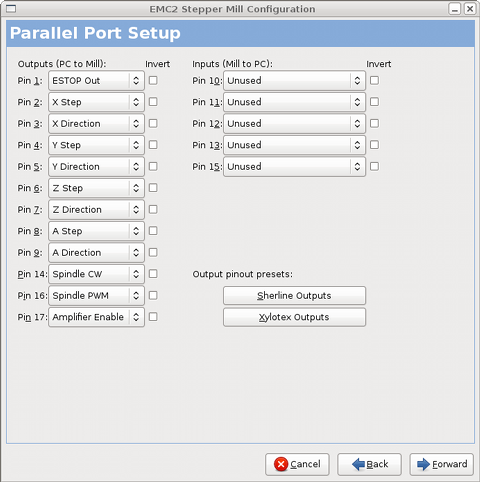 EMC2 Stepper Mill Configuration
Parallel Port Setup
Outputs (PC to Mill): Invert Inputs (Mill to PC): Invert
Pin 1: ESTOP Out Pin 10: Unused
Pin 2: X Step Pin 11: Unused
Pin 3: X Direction Pin 12: Unused
Pin 4: Y Step Pin 13: Unused
Pin 5: Y Direction Pin 15: Unused
Pin 6: Z Step
Pin 7: Z Direction
Pin 8: A Step
Pin 9: A Direction
Pin 14: Spindle CW Output pinout presets:
Pin 16: Spindle PWM Sherline Outputs
Pin 17: Amplifier Enable Xylotex Outputs
Cancel Back Forward